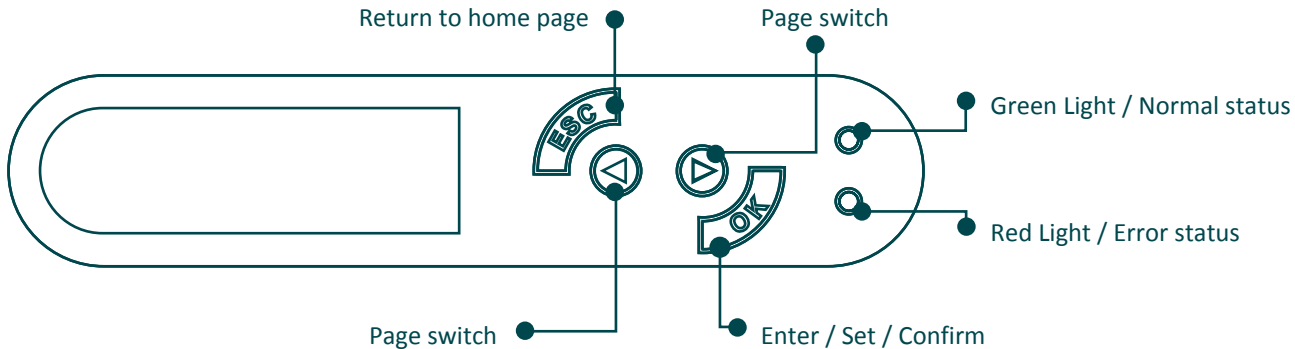 Return to home page
Page switch
ESC
Green Light / Normal status
OK
Red Light / Error status
Page switch
Enter / Set / Confirm